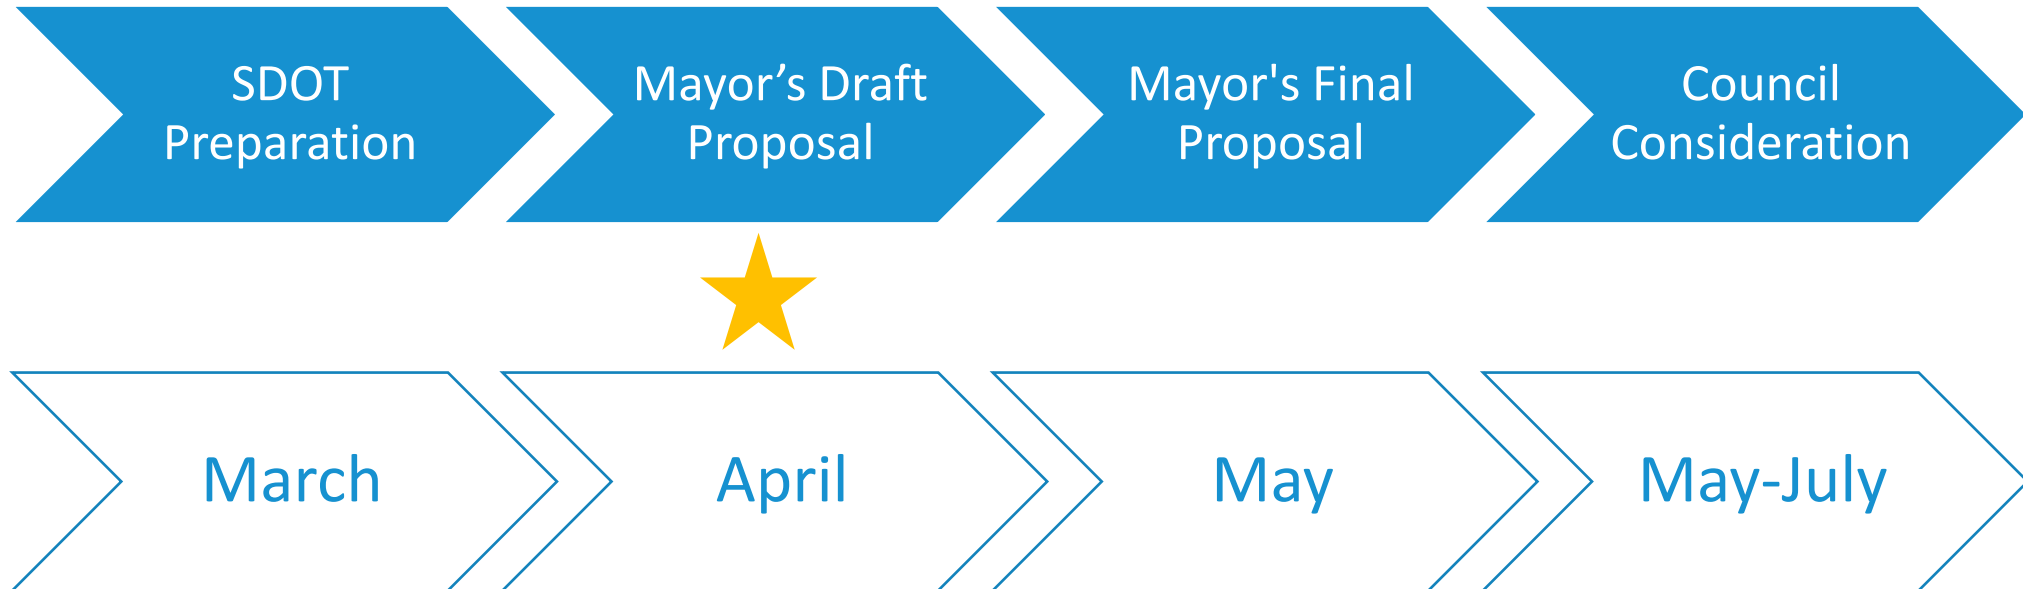 SDOT
Preparation
Mayor’s Draft
Proposal
Mayor's Final
Proposal
Council
Consideration
March
April
May
May-July